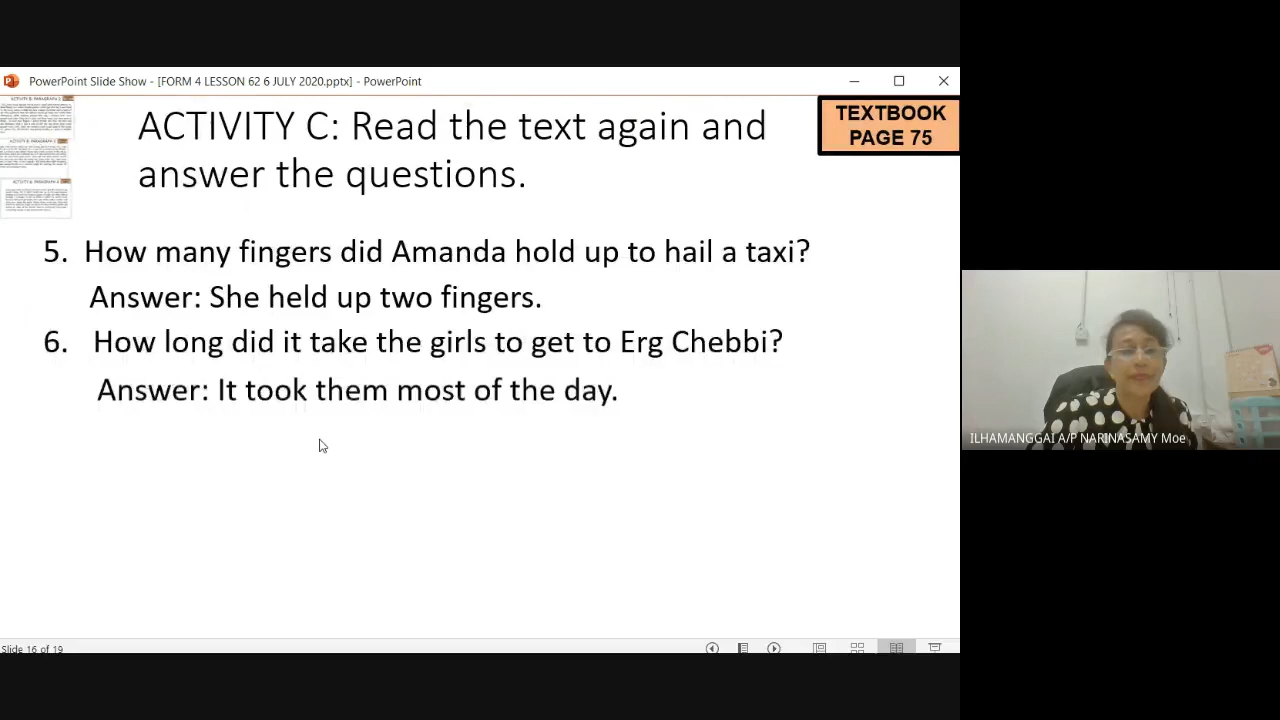 PowerPoint Slide Show - [FORM 4 LESSON 62 6 JULY 2020.pptx] - PowerPoint
TEXTBOOK
PAGE 75
ACTIVITY C: Read the text again and
answer the questions.
5. How many fingers did Amanda hold up to hail a taxi?
Answer: She held up two fingers.
6. How long did it take the girls to get to Erg Chebbi?
Answer: It took them most of the day.
ILHAMANGGAI A/P NARINASAMY Moe
Slide 16 of 19